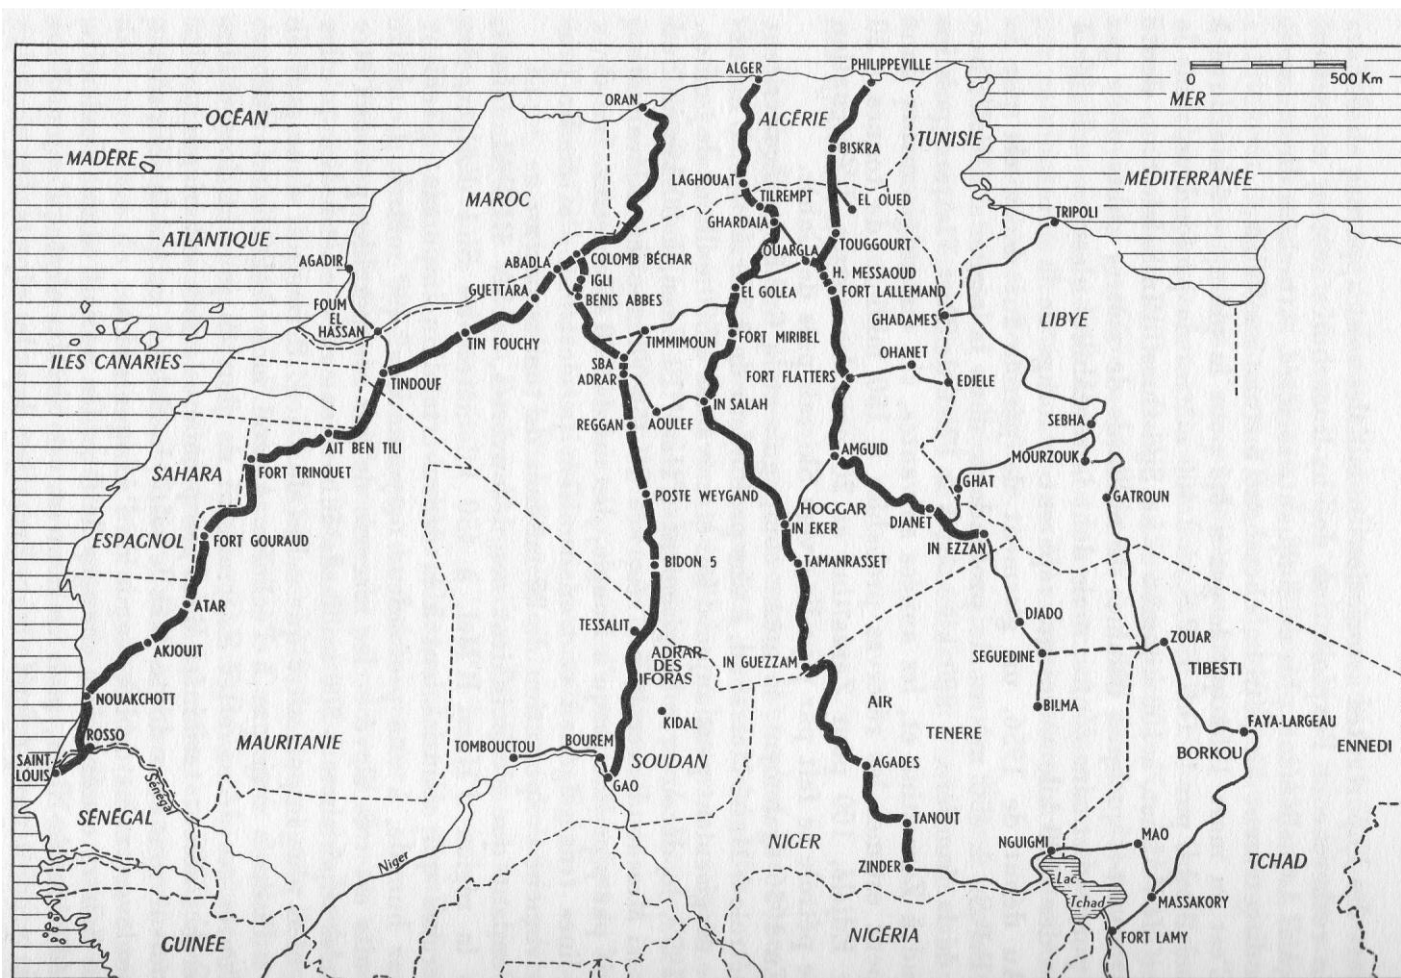 ALGER
PHILIPPEVILLE
0 500 Km
MER
ORAN
OCÉAN
ALGÉRIE
TUNISIE
MADÈRE
BISKRA
MÉDITERRANÉE
LAGHOUAT
TILREMPT
EL OUED
MAROC
GHARDAIA
TRIPOLI
ATLANTIQUE
OUARGLA
TOUGGOURT
AGADIR
ABADLA
COLOMB BÉCHAR
H. MESSAOUD
IGLI
EL GOLEA
FORT LALLEMAND
GUETTARA
BENIS ABBES
FOUM
EL
HASSAN
GHADAMES
LIBYE
TIN FOUCHY
TIMMIMOUN
FORT MIRIBEL
ILES CANARIES
SBA
OHANET
TINDOUF
ADRAR
FORT FLATTERS
EDJELE
IN SALAH
REGGAN
AOULEF
SEBHA
AIT BEN TILI
AMGUID
MOURZOUK
SAHARA
FORT TRINQUET
GHAT
POSTE WEYGAND
GATROUN
HOGGAR
DJANET
IN EKER
ESPAGNOL
FORT GOURAUD
IN EZZAN
BIDON 5
TAMANRASSET
ATAR
TESSALIT
DJADO
AKJOUIT
ZOUAR
ADRAR
DES
IFORAS
IN GUEZZAM
SEGUEDINE
TIBESTI
NOUAKCHOTT
AIR
BILMA
KIDAL
FAYA-LARGEAU
ROSSO
MAURITANIE
TOMBOUCTOU
BOUREM
TENERE
BORKOU
ENNEDI
SAINT-
LOUIS
SOUDAN
AGADES
GAO
Sénégal
SÉNÉGAL
TANOUT
NIGER
NGUIGMI
MAO
Niger
ZINDER
TCHAD
Lac
Tchad
MASSAKORY
GUINÉE
NIGÉRIA
FORT LAMY